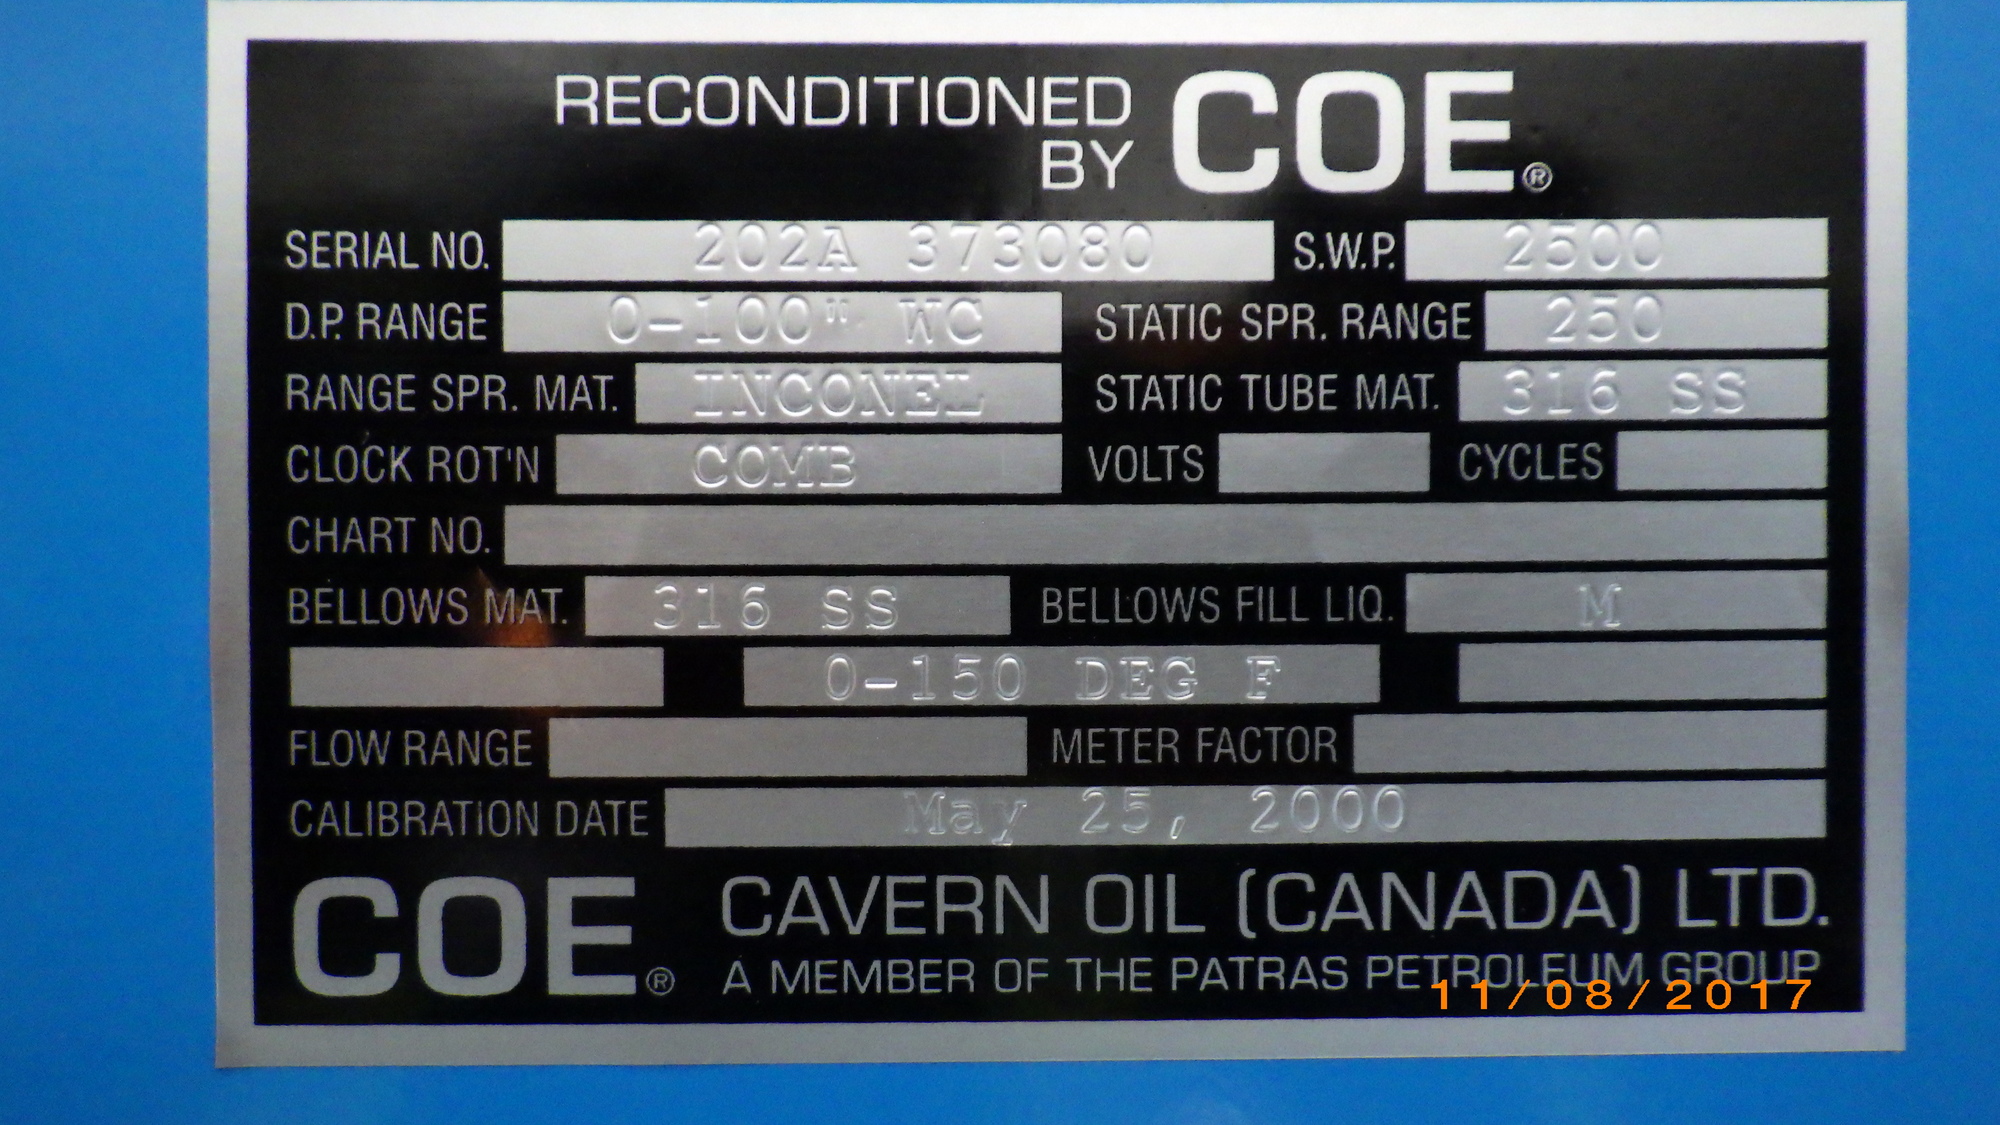 RECONDITIONED
BY COE®
SERIAL NO. 202A 373080 S.W.P. 2500
D.P. RANGE 0-100" WC STATIC SPR. RANGE 250
RANGE SPR. MAT. INCONEL STATIC TUBE MAT. 316 SS
CLOCK ROT'N COMB VOLTS CYCLES
CHART NO.
BELLOWS MAT. 316 SS BELLOWS FILL LIQ. M
0-150 DEG F
FLOW RANGE METER FACTOR
CALIBRATION DATE May 25, 2000
COE® CAVERN OIL (CANADA) LTD.
A MEMBER OF THE PATRAS PETROLEUM GROUP
11/08/2017